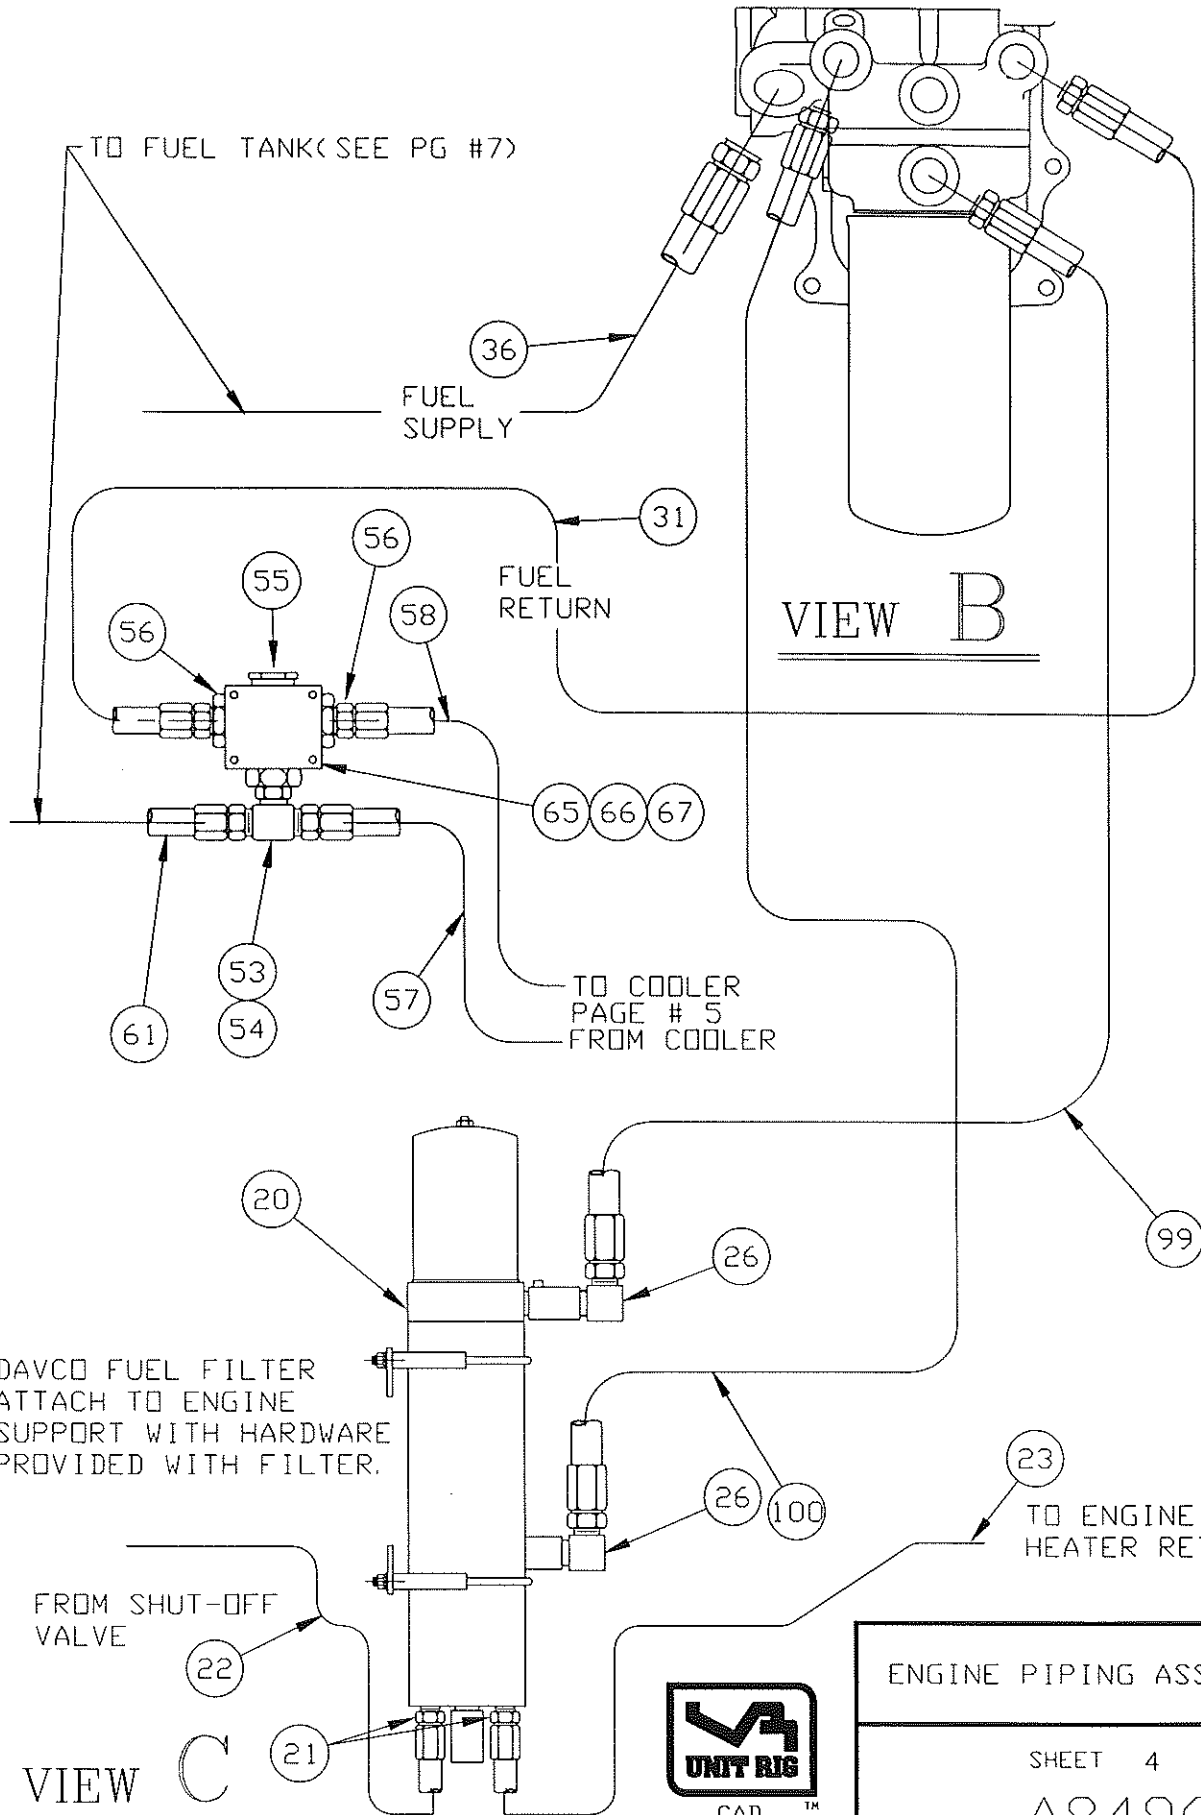 TO FUEL TANK(SEE PG #7)
36
FUEL
SUPPLY
31
56
55
FUEL
RETURN
58
56
VIEW B
65 66 67
53
54
57
61
TO COOLER
PAGE # 5
FROM COOLER
20
26
99
DAVCO FUEL FILTER
ATTACH TO ENGINE
SUPPORT WITH HARDWARE
PROVIDED WITH FILTER.
26
100
23
TO ENGINE
HEATER
FROM SHUT-OFF
VALVE
22
21
VIEW C
UNIT RIG
CAD TM
ENGINE PIPING
SHEET 4